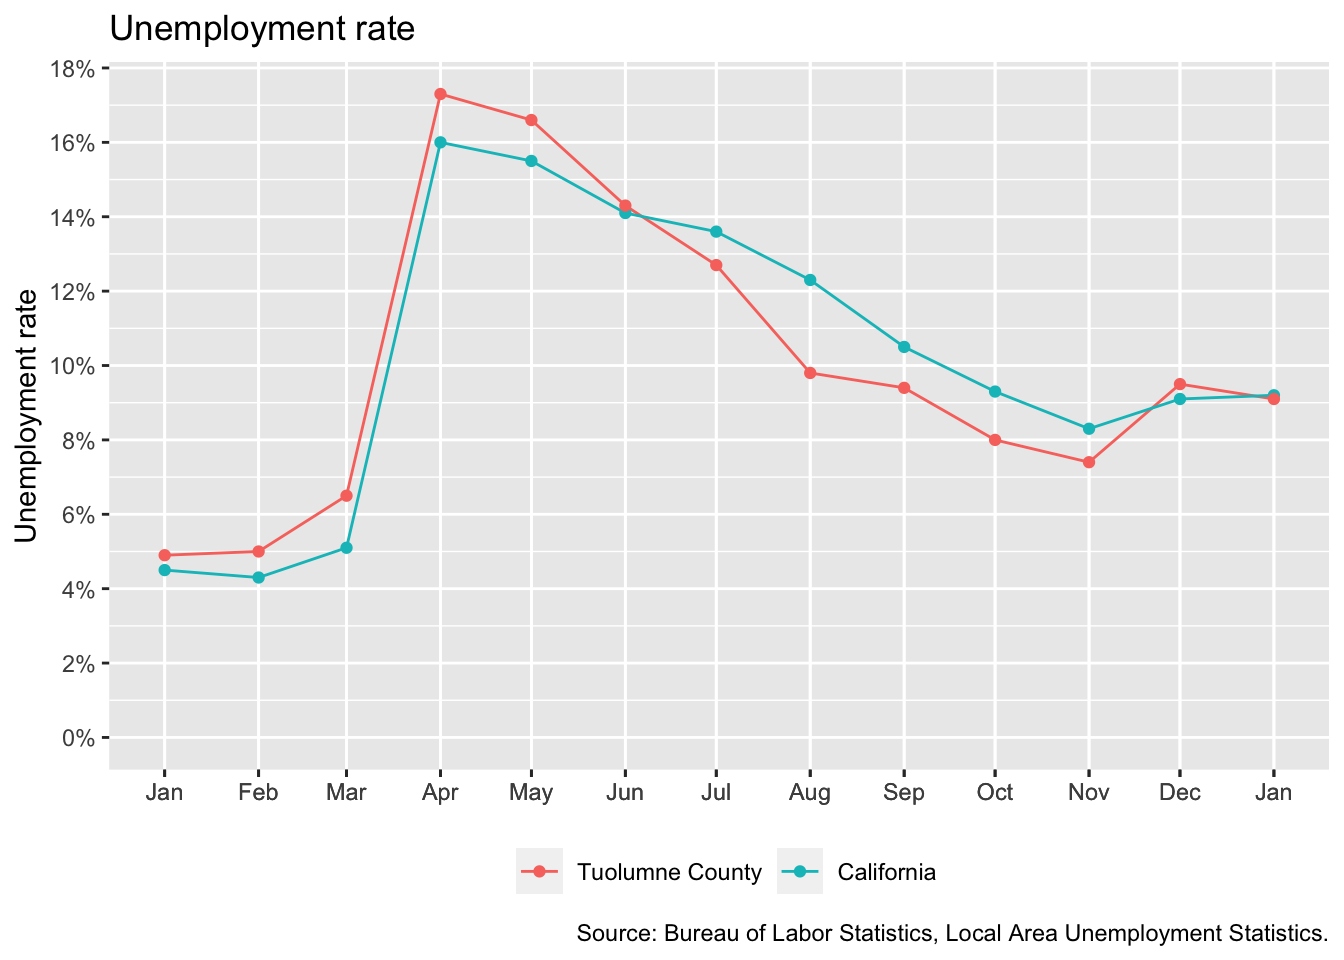 Unemployment rate
Unemployment rate
18%
16%
14%
12%
10%
8%
6%
4%
2%
0%
Jan Feb Mar Apr May Jun Jul Aug Sep Oct Nov Dec Jan
Tuolumne County California
Source: Bureau of Labor Statistics, Local Area Unemployment Statistics.